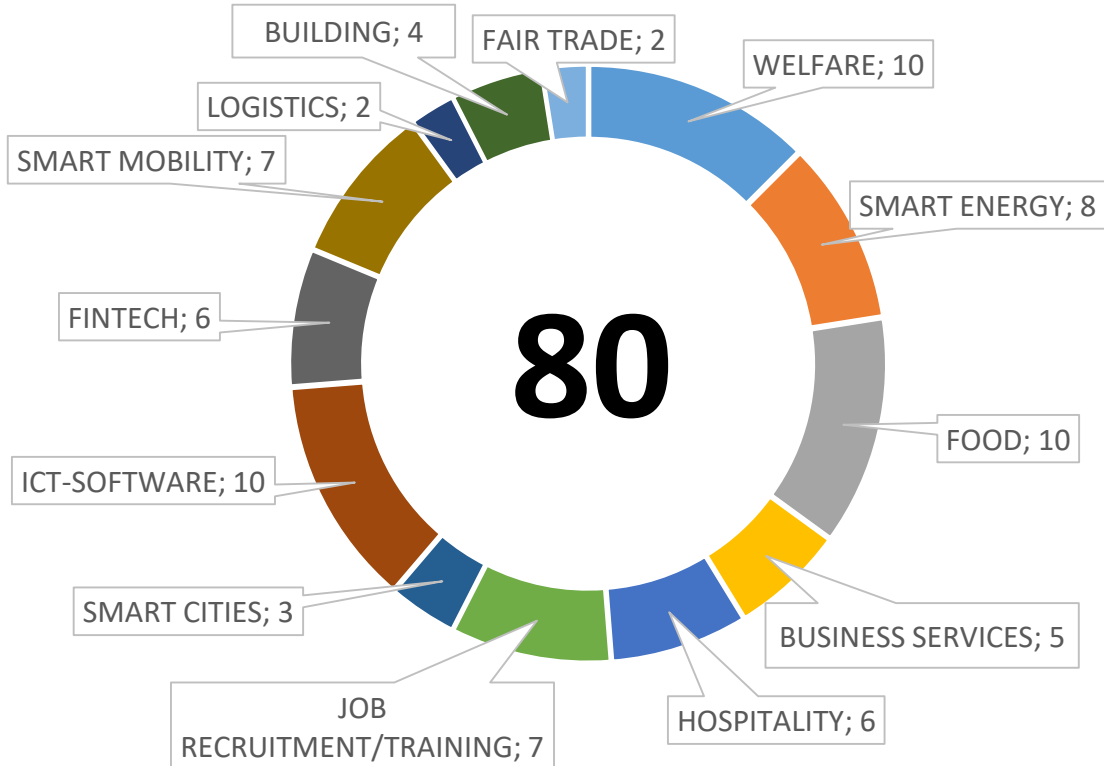 BUILDING; 4
FAIR TRADE; 2
WELFARE; 10
LOGISTICS; 2
SMART MOBILITY; 7
SMART ENERGY; 8
FINTECH; 6
80
FOOD; 10
ICT-SOFTWARE; 10
SMART CITIES; 3
BUSINESS SERVICES; 5
JOB
RECRUITMENT/TRAINING; 7
HOSPITALITY; 6